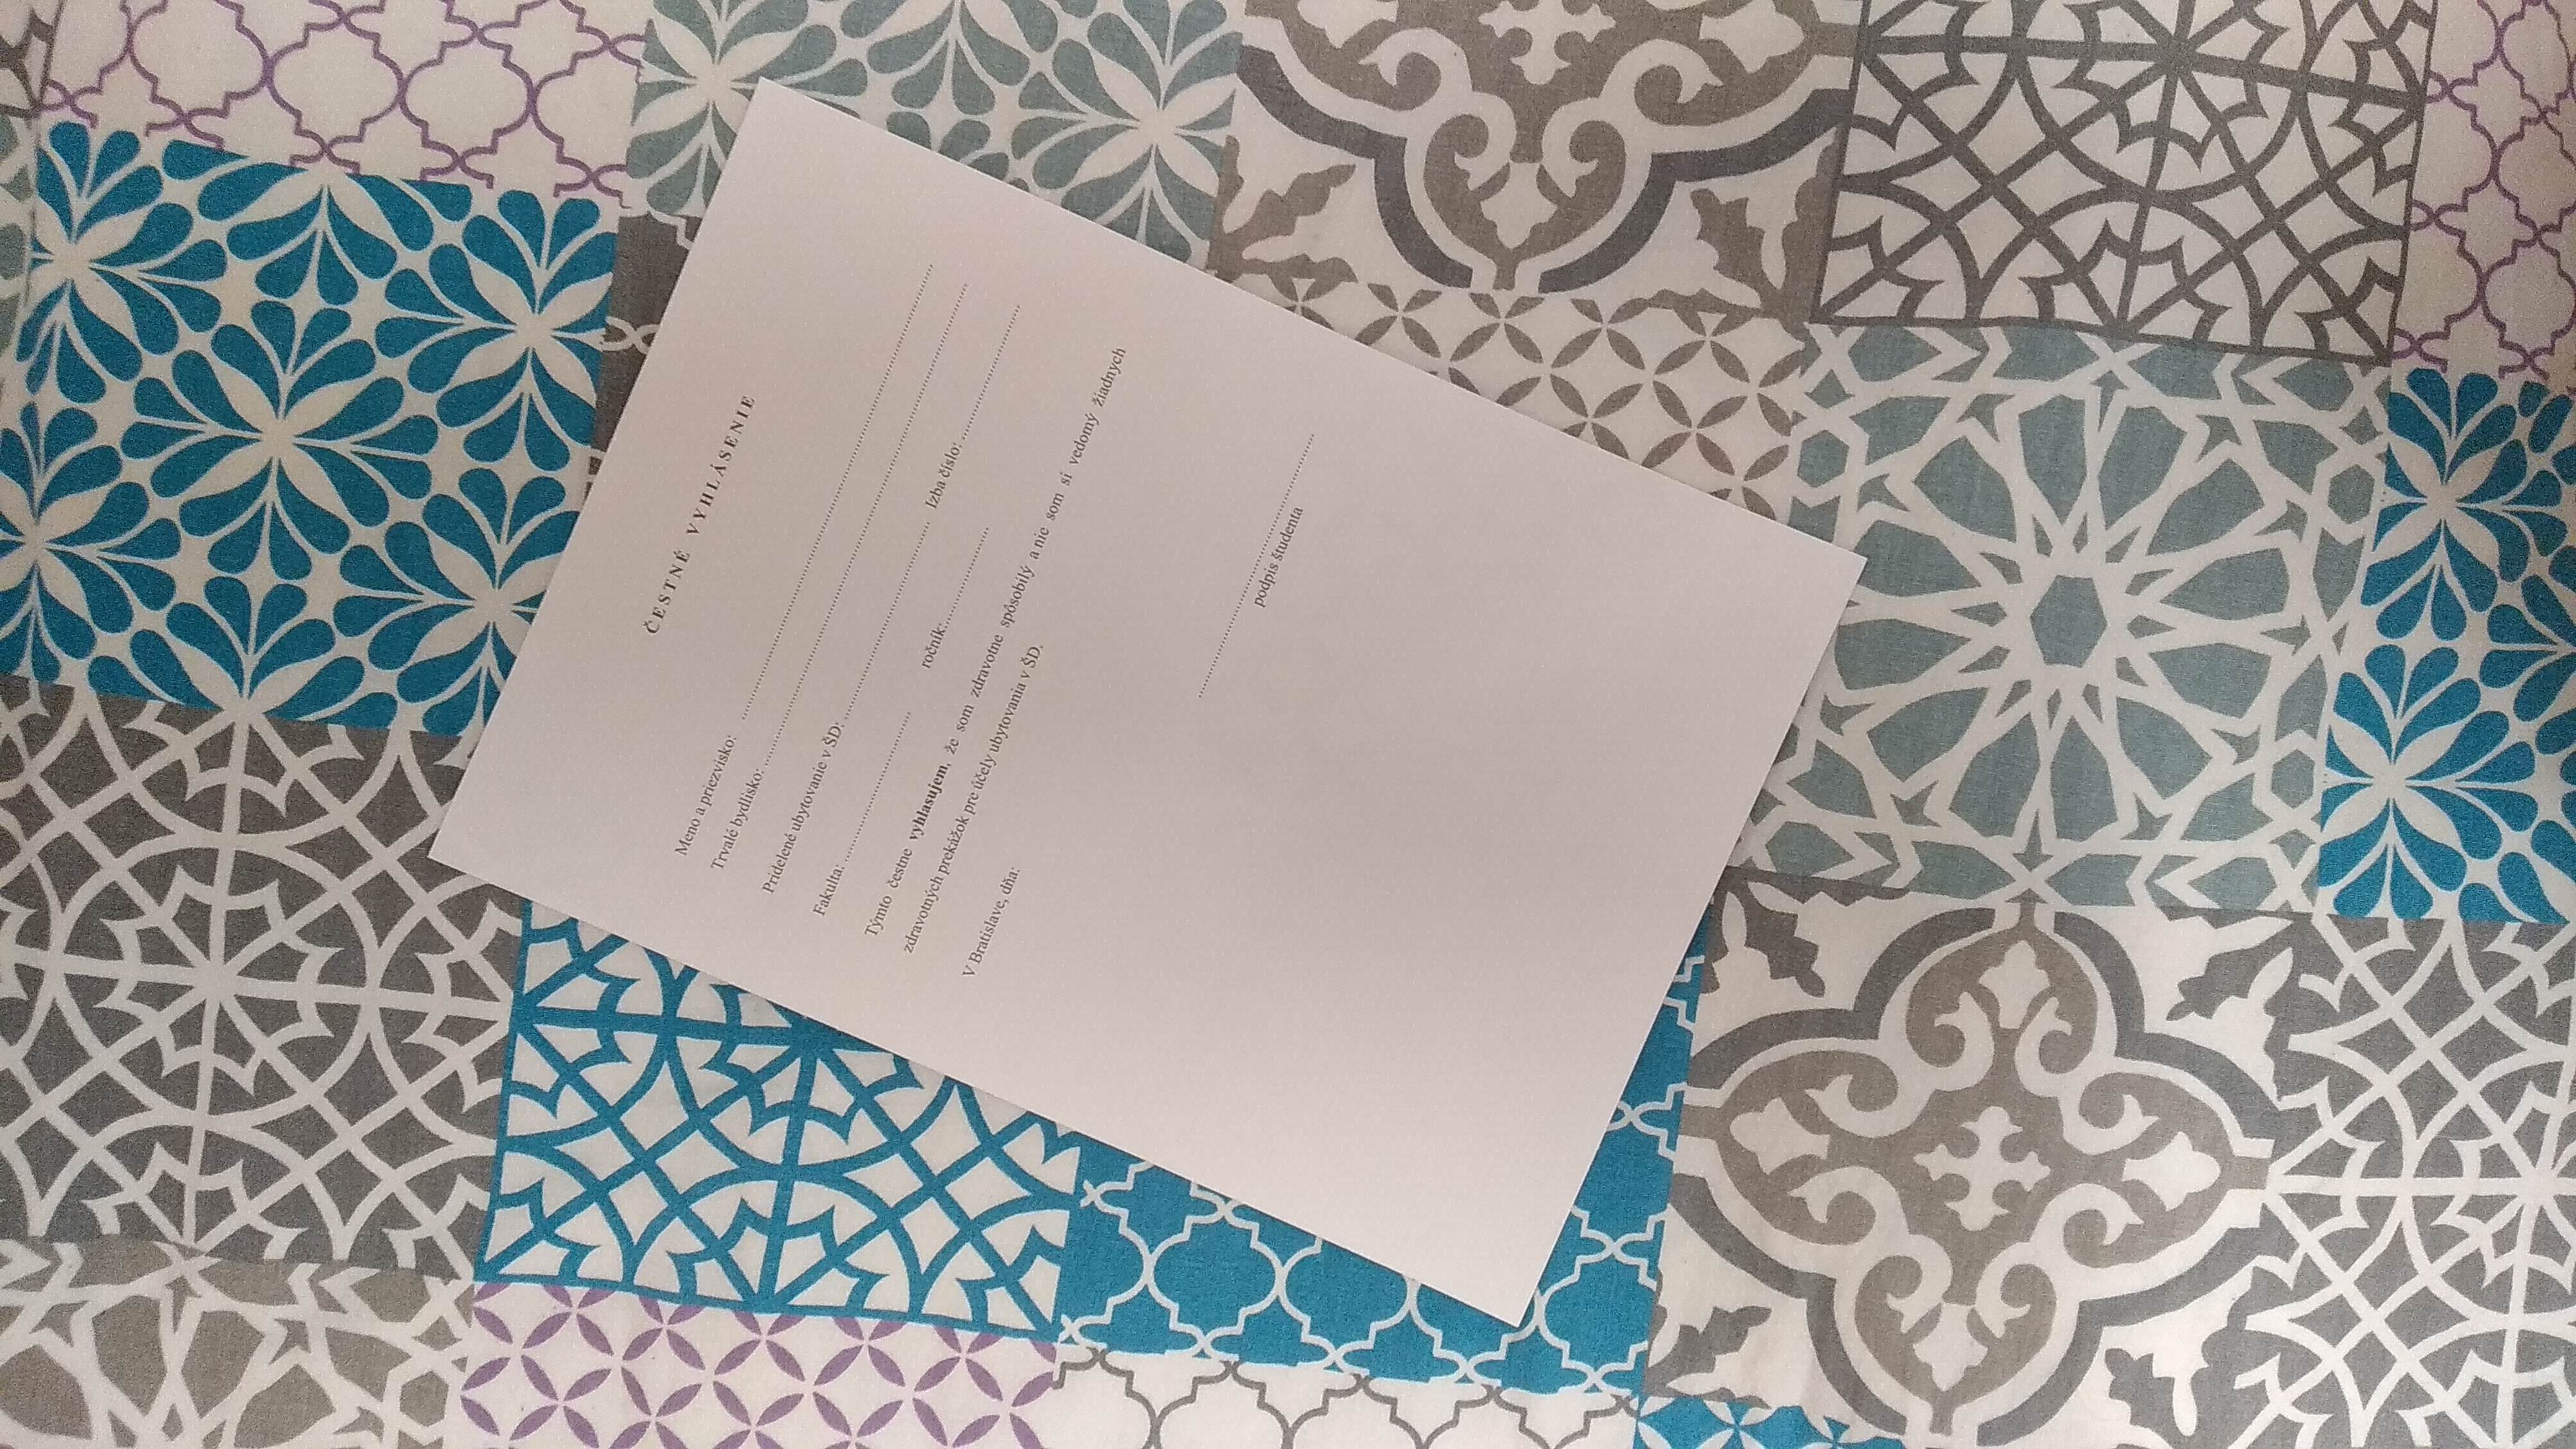 ČESTNÉ VYHLÁSENIE
Meno a priezvisko: ........................................................................................................
Trvalé bydlisko: ........................................................................................................
Pridelené ubytovanie v ŠD: ............................................. Izba číslo: ..............................
Fakulta: .................................. ročník:......................
Týmto čestne vyhlasujem, že som zdravotne spôsobilý a nie som si vedomý žiadnych
zdravotných prekážok pre účely ubytovania v ŠD.
V Bratislave, dňa:
............................................................
podpis študenta